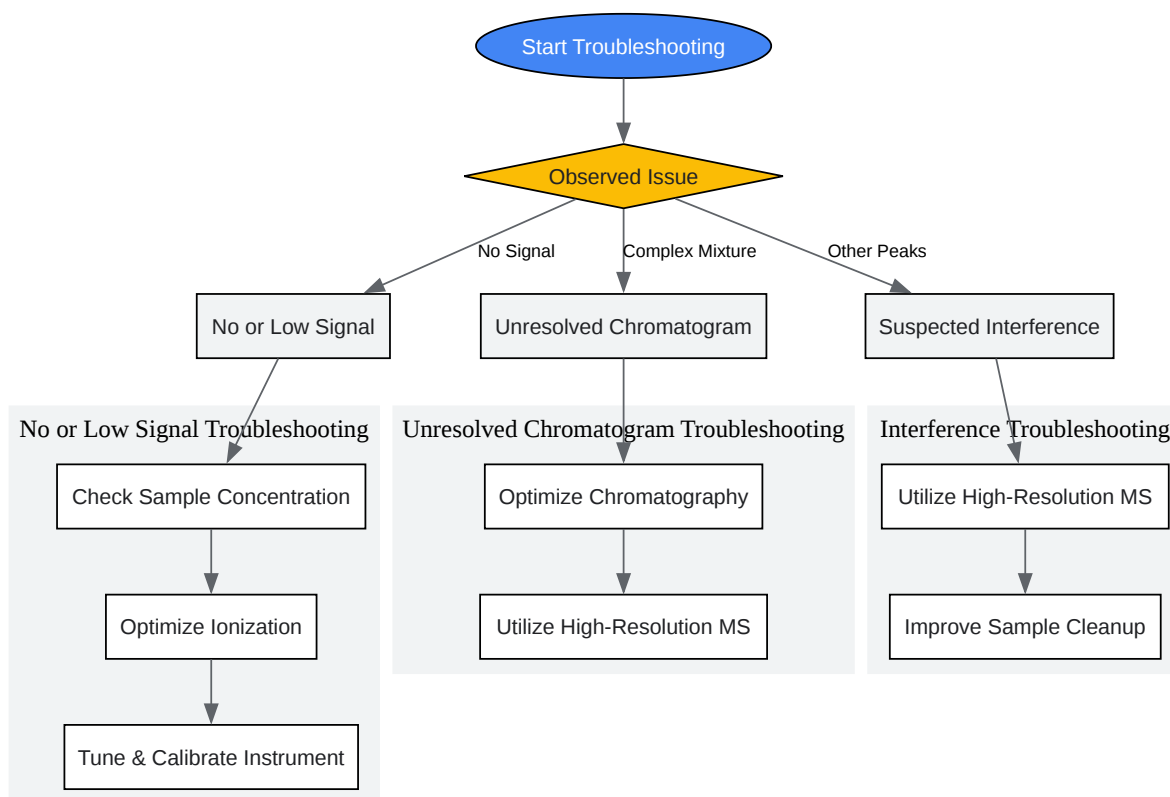 Start Troubleshooting
Observed Issue
No Signal
Complex Mixture
Other Peaks
No or Low Signal
Unresolved Chromatogram
Suspected Interference
No or Low Signal Troubleshooting
Unresolved Chromatogram Troubleshooting
Interference Troubleshooting
Check Sample Concentration
Optimize Chromatography
Utilize High-Resolution MS
Optimize Ionization
Utilize High-Resolution MS
Improve Sample Cleanup
Tune & Calibrate Instrument